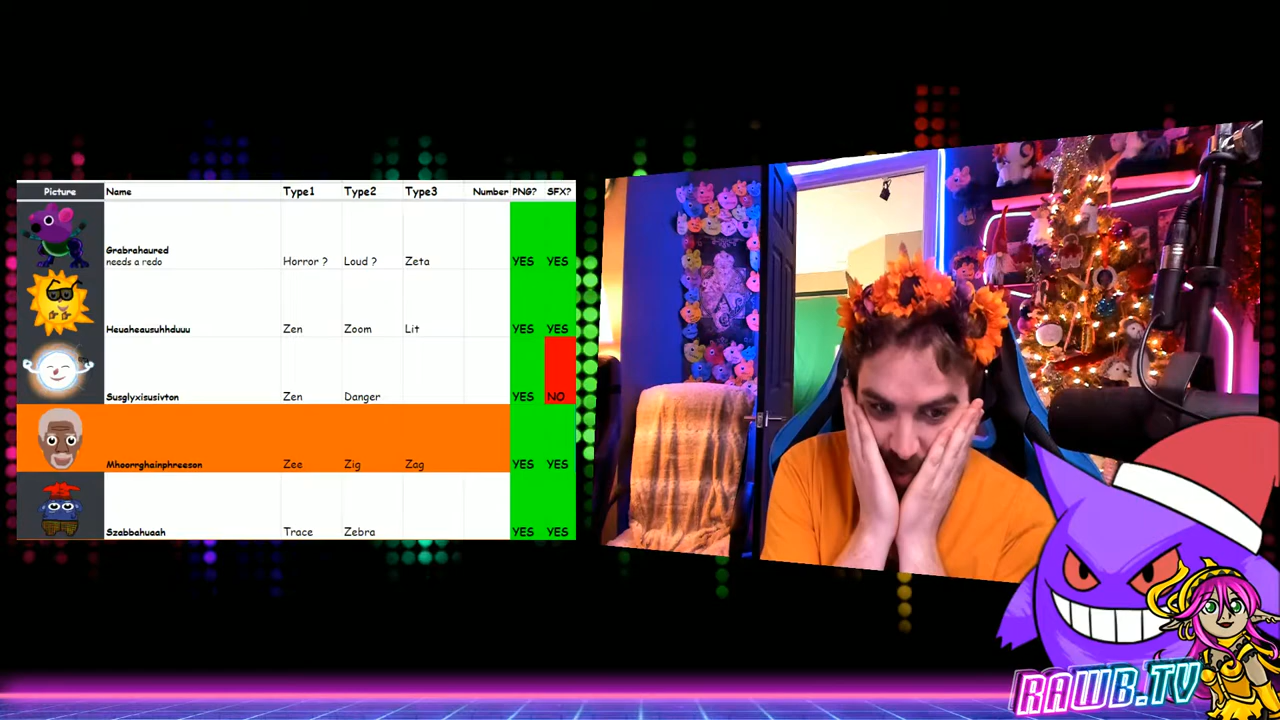 Picture Name Type1 Type2 Type3 Number PNG? SFX?
Grabrahaured
needs a redo Horror ? Loud ? Zeta YES YES
Heuaheausuhhduuu Zen Zoom Lit YES YES
Susglyxisusivton Zen Danger YES NO
Mhoorrghainphreeson Zee Zig Zag YES YES
Szabbahuaah Trace Zebra YES YES
RAWB.TV